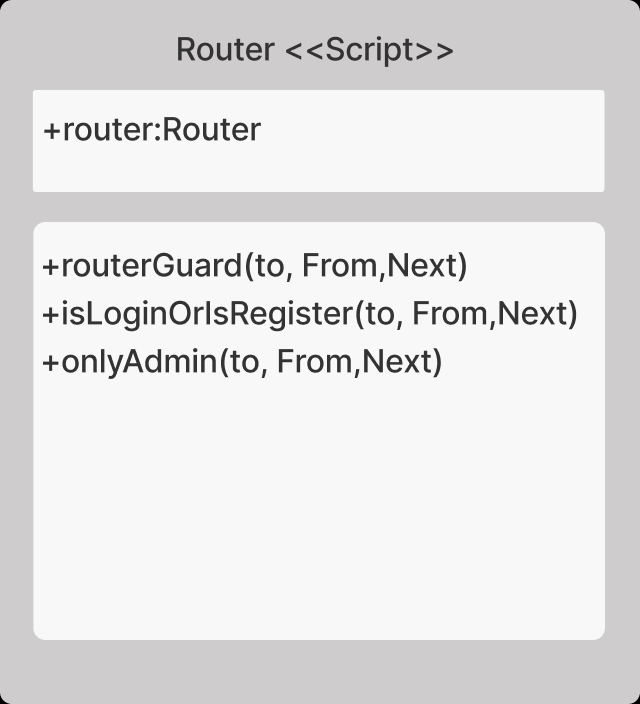 Router <<Script>>
+router:Router
+routerGuard(to, From,Next)
+isLoginOrIsRegister(to, From,Next)
+onlyAdmin(to, From,Next)